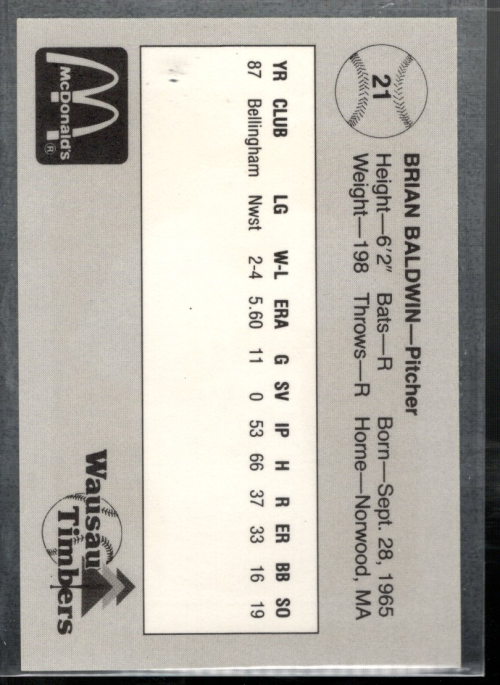 21
BRIAN BALDWIN—Pitcher
Height—6'2" Bats—R Born—Sept. 28, 1965
Weight—198 Throws—R Home—Norwood, MA
YR CLUB LG W-L ERA G SV IP H R ER BB SO
87 Bellingham Nwst 2-4 5.60 11 0 53 66 37 33 16 19
McDonald's ®
Wausau
Timbers